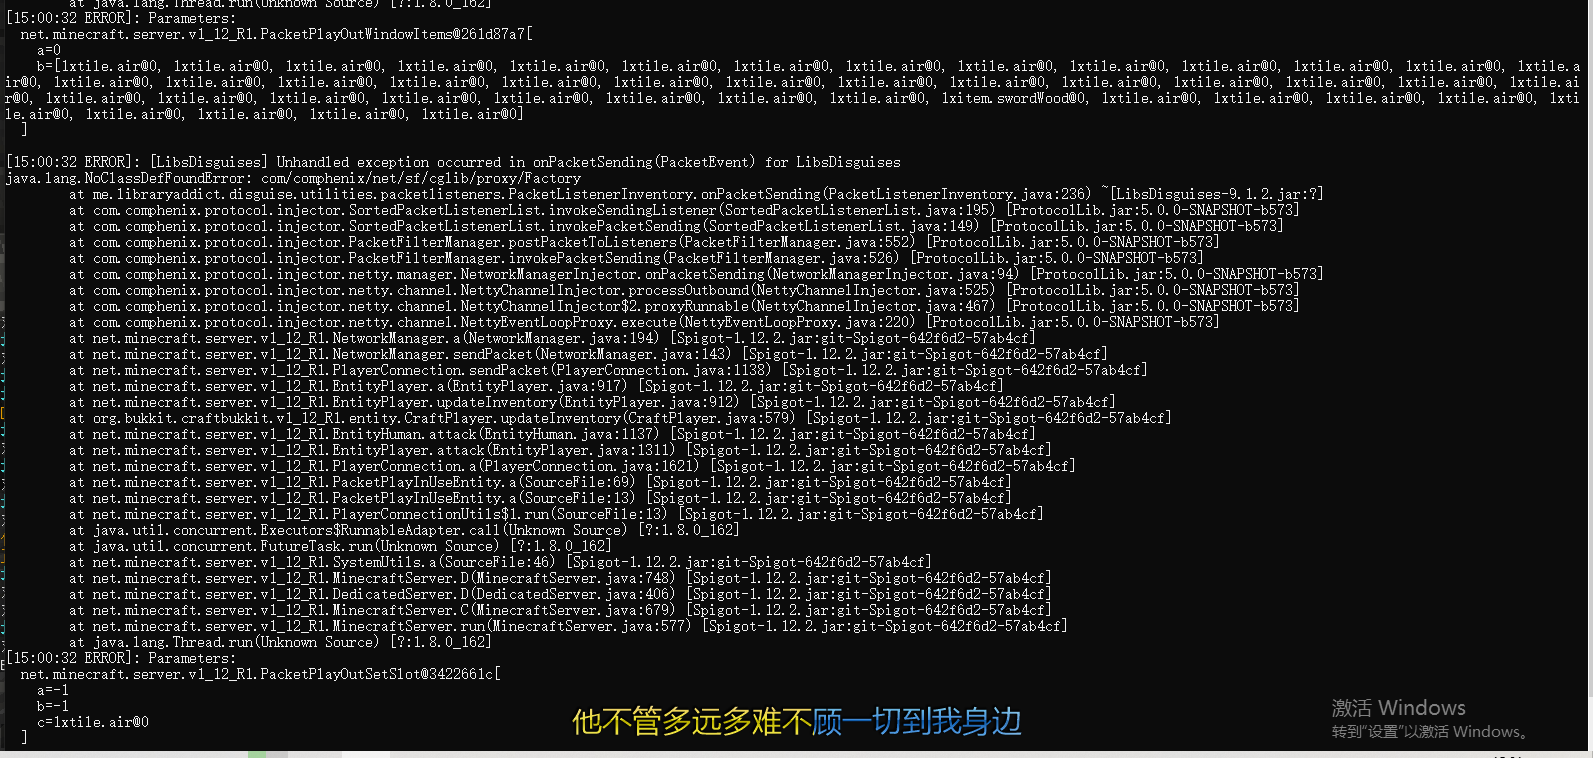 at java.lang.Thread.run(Unknown Source) [?:1.8.0_162]
[15:00:32 ERROR]: Parameters:
net.minecraft.server.v1_12_R1.PacketPlayOutWindowItems@261d87a7[
a=0
b=[1xtile.air@0, 1xtile.air@0, 1xtile.air@0, 1xtile.air@0, 1xtile.air@0, 1xtile.air@0, 1xtile.air@0, 1xtile.air@0, 1xtile.air@0, 1xtile.air@0, 1xtile.air@0, 1xtile.air@0, 1xtile.air@0, 1xtile.a
ir@0, 1xtile.air@0, 1xtile.air@0, 1xtile.air@0, 1xtile.air@0, 1xtile.air@0, 1xtile.air@0, 1xtile.air@0, 1xtile.air@0, 1xtile.air@0, 1xtile.air@0, 1xtile.air@0, 1xtile.air@0, 1xtile.air@0, 1xtile.ai
r@0, 1xtile.air@0, 1xtile.air@0, 1xtile.air@0, 1xtile.air@0, 1xtile.air@0, 1xtile.air@0, 1xtile.air@0, 1xtile.air@0, 1xitem.swordWood@0, 1xtile.air@0, 1xtile.air@0, 1xtile.air@0, 1xtile.air@0, 1xti
le.air@0, 1xtile.air@0, 1xtile.air@0, 1xtile.air@0, 1xtile.air@0]
]
[15:00:32 ERROR]: [LibsDisguises] Unhandled exception occurred in onPacketSending(PacketEvent) for LibsDisguises
java.lang.NoClassDefFoundError: com/comphenix/net/sf/cglib/proxy/Factory
at me.libraryaddict.disguise.utilities.packetlisteners.PacketListenerInventory.onPacketSending(PacketListenerInventory.java:236) ~[LibsDisguises-9.1.2.jar:?]
at com.comphenix.protocol.injector.SortedPacketListenerList.invokeSendingListener(SortedPacketListenerList.java:195) [ProtocolLib.jar:5.0.0-SNAPSHOT-b573]
at com.comphenix.protocol.injector.SortedPacketListenerList.invokePacketSending(SortedPacketListenerList.java:149) [ProtocolLib.jar:5.0.0-SNAPSHOT-b573]
at com.comphenix.protocol.injector.PacketFilterManager.postPacketToListeners(PacketFilterManager.java:552) [ProtocolLib.jar:5.0.0-SNAPSHOT-b573]
at com.comphenix.protocol.injector.PacketFilterManager.invokePacketSending(PacketFilterManager.java:526) [ProtocolLib.jar:5.0.0-SNAPSHOT-b573]
at com.comphenix.protocol.injector.netty.manager.NetworkManagerInjector.onPacketSending(NetworkManagerInjector.java:94) [ProtocolLib.jar:5.0.0-SNAPSHOT-b573]
at com.comphenix.protocol.injector.netty.channel.NettyChannelInjector.processOutbound(NettyChannelInjector.java:525) [ProtocolLib.jar:5.0.0-SNAPSHOT-b573]
at com.comphenix.protocol.injector.netty.channel.NettyChannelInjector$2.proxyRunnable(NettyChannelInjector.java:467) [ProtocolLib.jar:5.0.0-SNAPSHOT-b573]
at com.comphenix.protocol.injector.netty.channel.NettyEventLoopProxy.execute(NettyEventLoopProxy.java:220) [ProtocolLib.jar:5.0.0-SNAPSHOT-b573]
at net.minecraft.server.v1_12_R1.NetworkManager.a(NetworkManager.java:194) [Spigot-1.12.2.jar:git-Spigot-642f6d2-57ab4cf]
at net.minecraft.server.v1_12_R1.NetworkManager.sendPacket(NetworkManager.java:143) [Spigot-1.12.2.jar:git-Spigot-642f6d2-57ab4cf]
at net.minecraft.server.v1_12_R1.PlayerConnection.sendPacket(PlayerConnection.java:1138) [Spigot-1.12.2.jar:git-Spigot-642f6d2-57ab4cf]
at net.minecraft.server.v1_12_R1.EntityPlayer.a(EntityPlayer.java:917) [Spigot-1.12.2.jar:git-Spigot-642f6d2-57ab4cf]
at net.minecraft.server.v1_12_R1.EntityPlayer.updateInventory(EntityPlayer.java:912) [Spigot-1.12.2.jar:git-Spigot-642f6d2-57ab4cf]
at org.bukkit.craftbukkit.v1_12_R1.entity.CraftPlayer.updateInventory(CraftPlayer.java:579) [Spigot-1.12.2.jar:git-Spigot-642f6d2-57ab4cf]
at net.minecraft.server.v1_12_R1.EntityHuman.attack(EntityHuman.java:1137) [Spigot-1.12.2.jar:git-Spigot-642f6d2-57ab4cf]
at net.minecraft.server.v1_12_R1.EntityPlayer.attack(EntityPlayer.java:1311) [Spigot-1.12.2.jar:git-Spigot-642f6d2-57ab4cf]
at net.minecraft.server.v1_12_R1.PlayerConnection.a(PlayerConnection.java:1621) [Spigot-1.12.2.jar:git-Spigot-642f6d2-57ab4cf]
at net.minecraft.server.v1_12_R1.PacketPlayInUseEntity.a(SourceFile:69) [Spigot-1.12.2.jar:git-Spigot-642f6d2-57ab4cf]
at net.minecraft.server.v1_12_R1.PacketPlayInUseEntity.a(SourceFile:13) [Spigot-1.12.2.jar:git-Spigot-642f6d2-57ab4cf]
at net.minecraft.server.v1_12_R1.PlayerConnectionUtils$1.run(SourceFile:13) [Spigot-1.12.2.jar:git-Spigot-642f6d2-57ab4cf]
at java.util.concurrent.Executors$RunnableAdapter.call(Unknown Source) [?:1.8.0_162]
at java.util.concurrent.FutureTask.run(Unknown Source) [?:1.8.0_162]
at net.minecraft.server.v1_12_R1.SystemUtils.a(SourceFile:46) [Spigot-1.12.2.jar:git-Spigot-642f6d2-57ab4cf]
at net.minecraft.server.v1_12_R1.MinecraftServer.D(MinecraftServer.java:748) [Spigot-1.12.2.jar:git-Spigot-642f6d2-57ab4cf]
at net.minecraft.server.v1_12_R1.DedicatedServer.D(DedicatedServer.java:406) [Spigot-1.12.2.jar:git-Spigot-642f6d2-57ab4cf]
at net.minecraft.server.v1_12_R1.MinecraftServer.C(MinecraftServer.java:679) [Spigot-1.12.2.jar:git-Spigot-642f6d2-57ab4cf]
at net.minecraft.server.v1_12_R1.MinecraftServer.run(MinecraftServer.java:577) [Spigot-1.12.2.jar:git-Spigot-642f6d2-57ab4cf]
at java.lang.Thread.run(Unknown Source) [?:1.8.0_162]
[15:00:32 ERROR]: Parameters:
net.minecraft.server.v1_12_R1.PacketPlayOutSetSlot@3422661c[
a=-1
b=-1
c=1xtile.air@0
]
他不管多远多难不顾一切到我身边
激活 Windows
转到"设置"以激活 Windows。